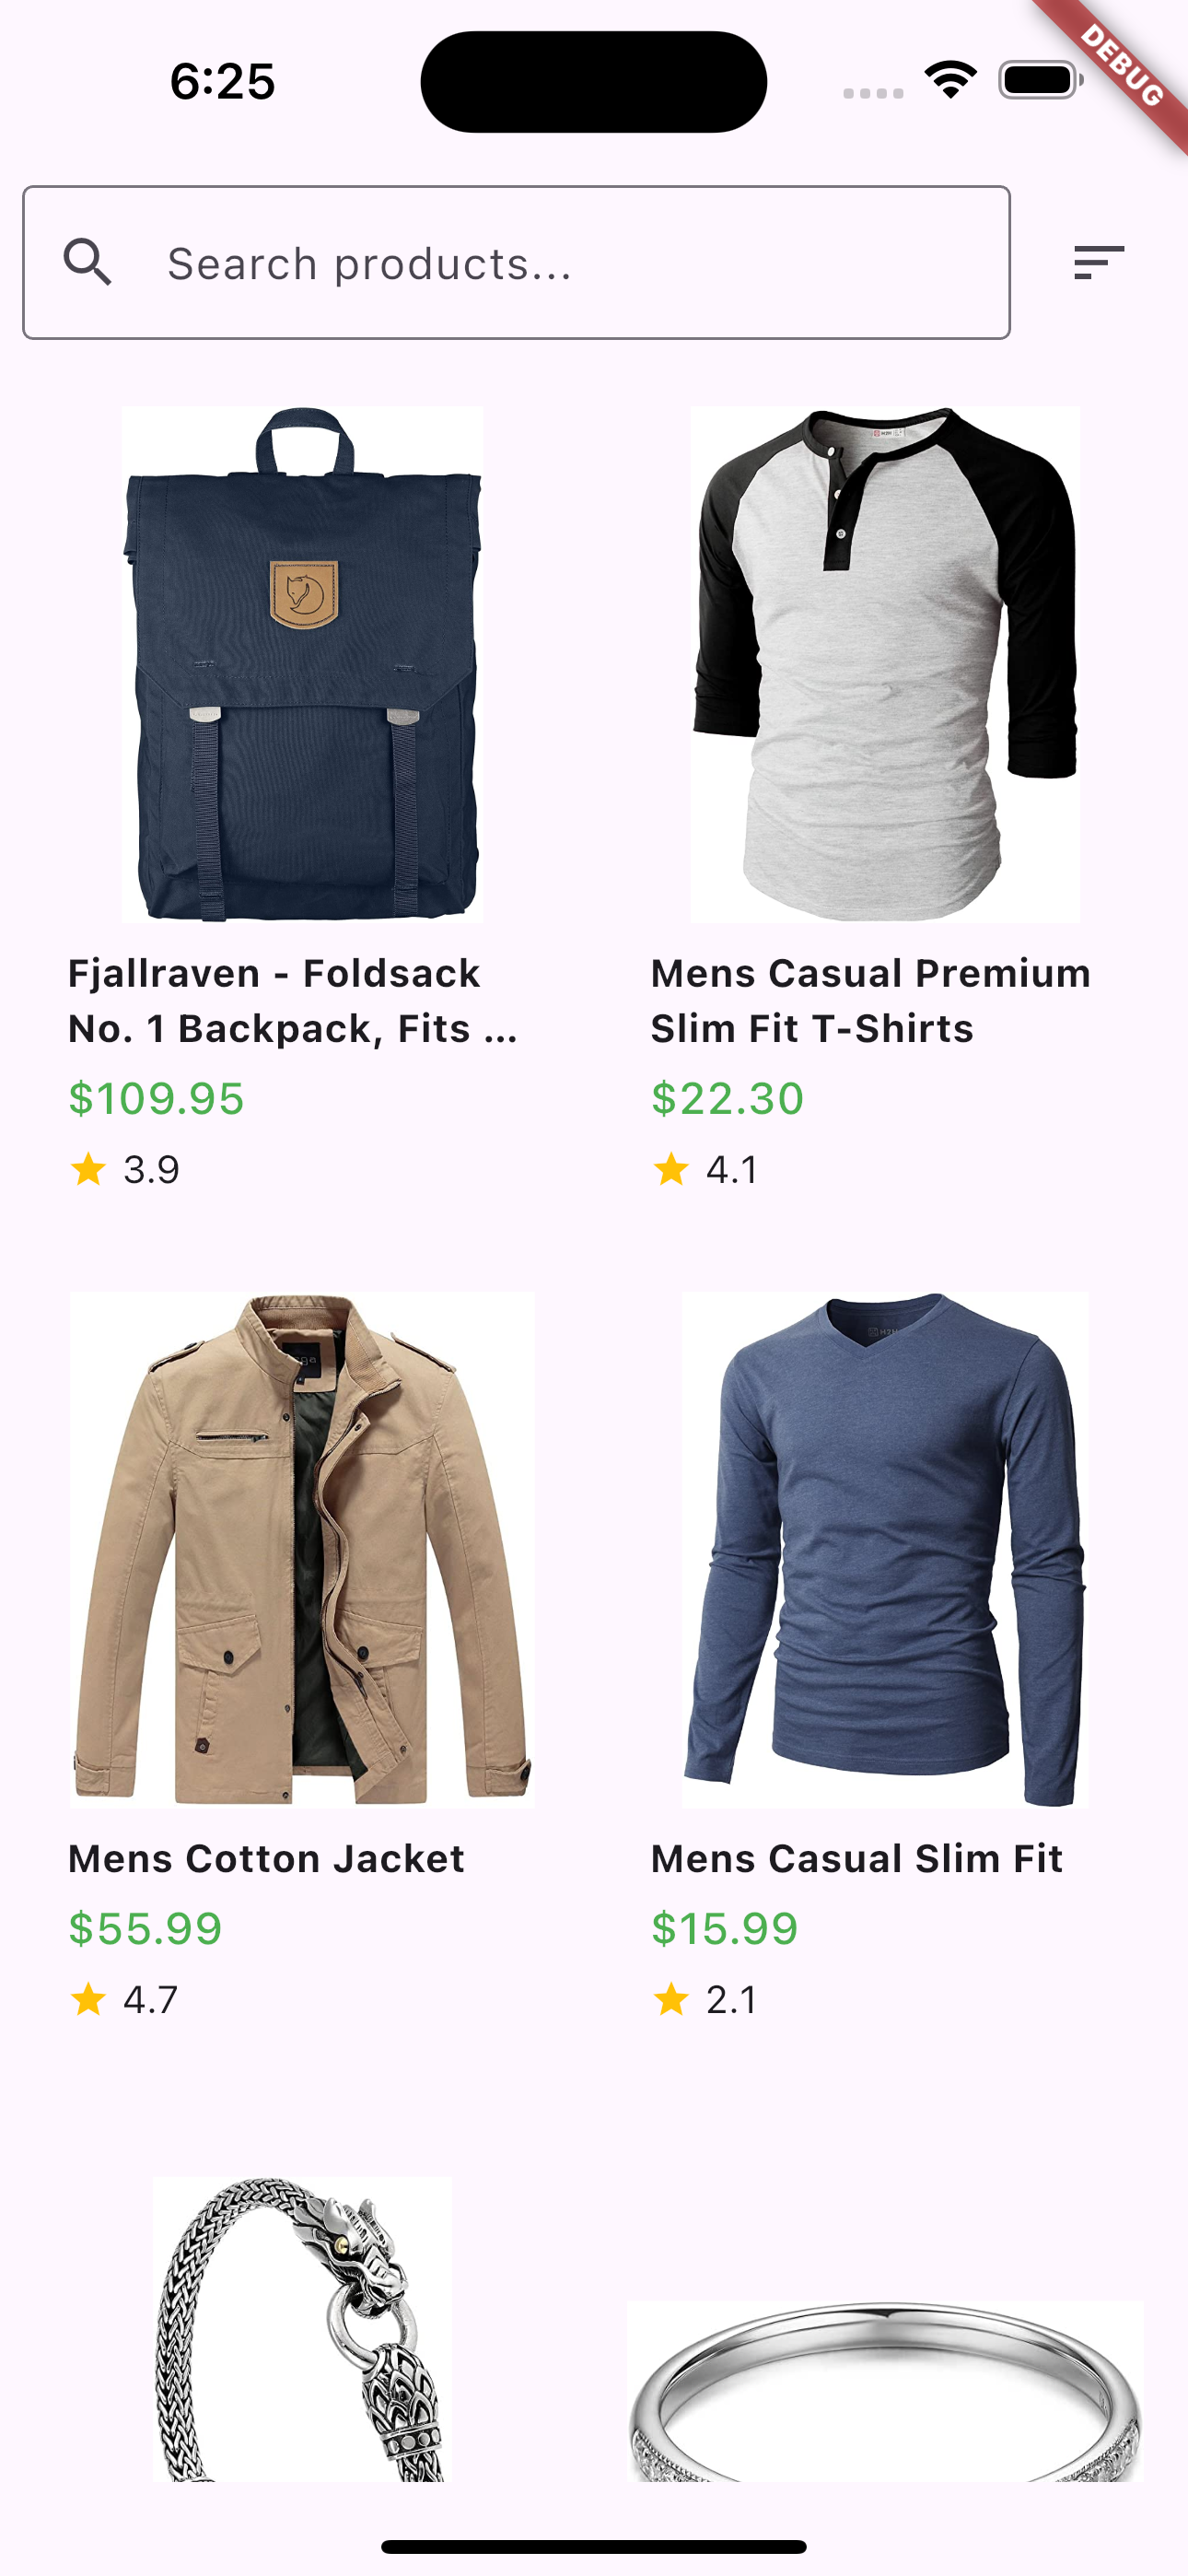 6:25
DEBUG
Search products...
Fjallraven - Foldsack
No. 1 Backpack, Fits ...
$109.95
3.9
Mens Casual Premium
Slim Fit T-Shirts
$22.30
4.1
Mens Cotton Jacket
$55.99
4.7
Mens Casual Slim Fit
$15.99
2.1